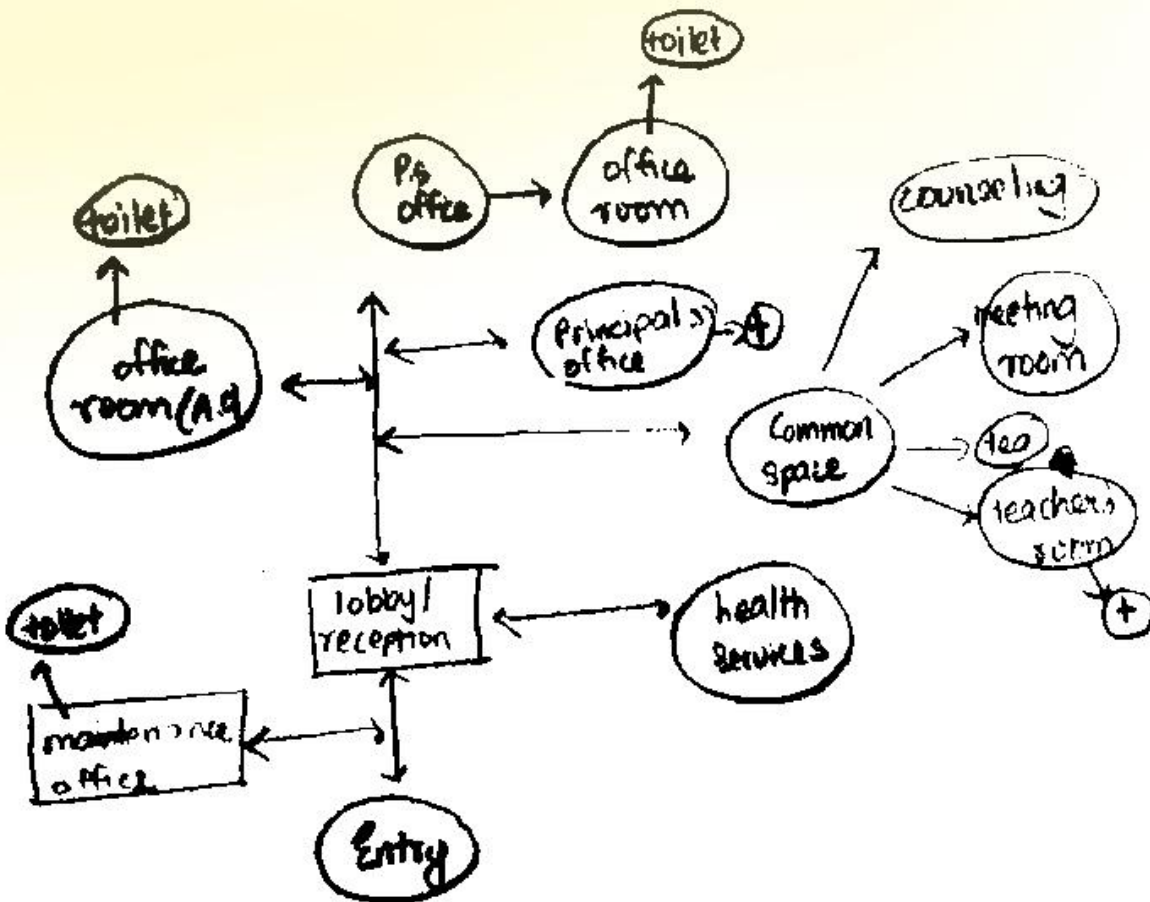 toilet
P.S
office
office
room
toilet
office
room (A.O)
counseling
meeting
room
Principal's
office
t
Common
space
tea
teacher's
room
t
lobby/
reception
health
services
toilet
maintenance
office
Entry